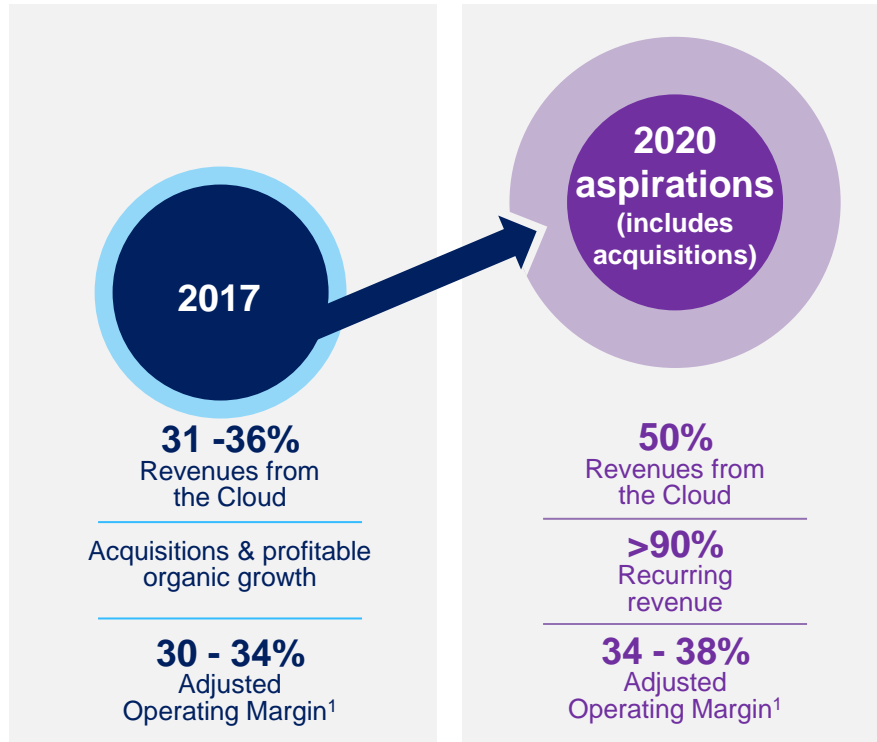 2017
31 -36%
Revenues from
the Cloud
Acquisitions & profitable
organic growth
30 - 34%
Adjusted
Operating Margin¹
2020
aspirations
(includes
acquisitions)
50%
Revenues from
the Cloud
>90%
Recurring
revenue
34 - 38%
Adjusted
Operating Margin¹